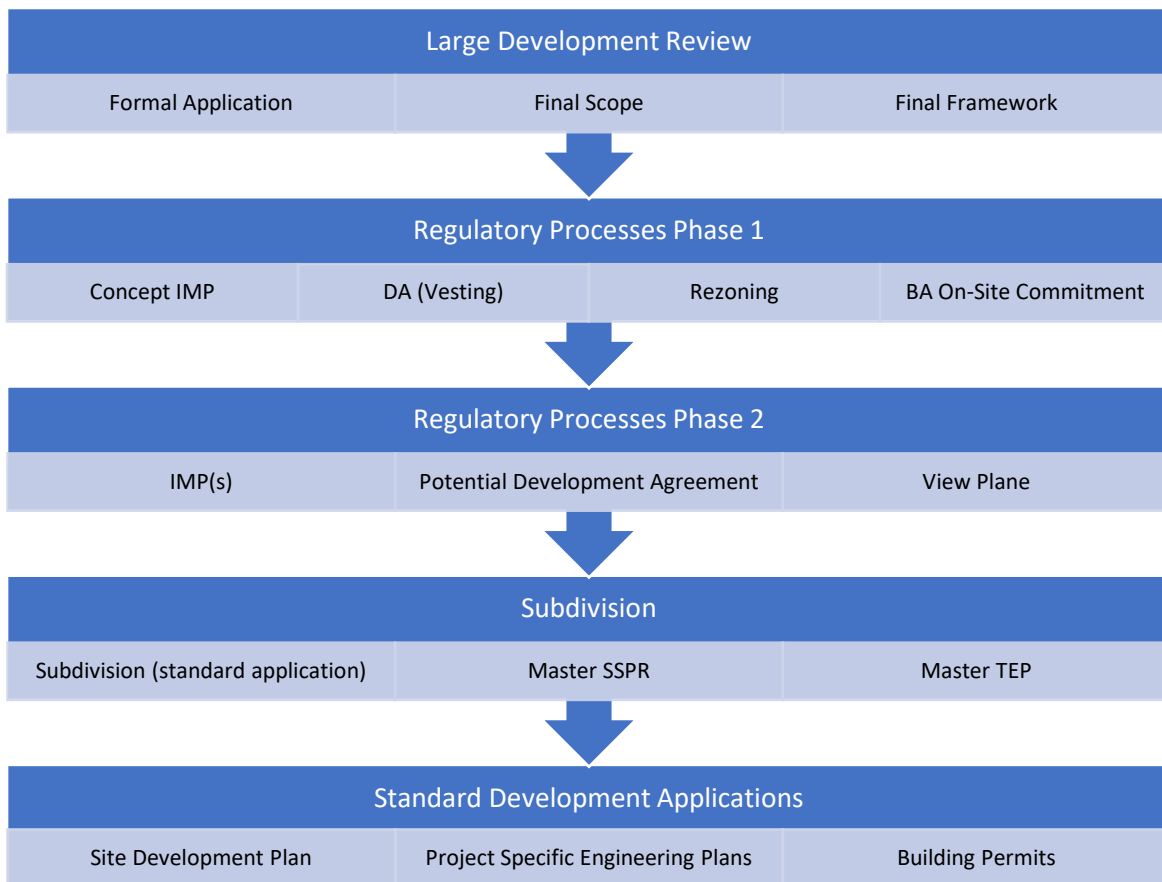 Large Development Review
Formal Application
Final Scope
Final Framework
Regulatory Processes Phase 1
Concept IMP
DA (Vesting)
Rezoning
BA On-Site Commitment
Regulatory Processes Phase 2
IMP(s)
Potential Development Agreement
View Plane
Subdivision
Subdivision (standard application)
Master SSPR
Master TEP
Standard Development Applications
Site Development Plan
Project Specific Engineering Plans
Building Permits